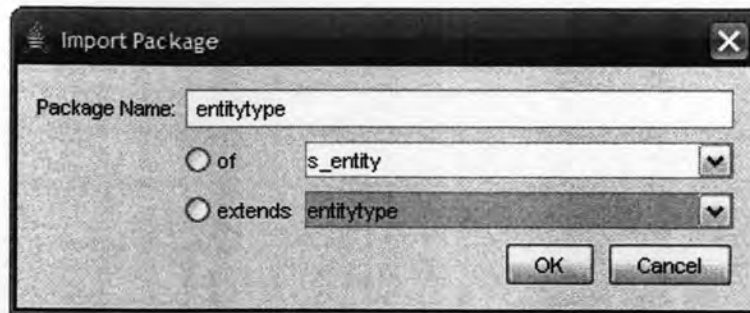 Import Package
Package Name: entitytype
of s_entity
extends entitytype
OK Cancel